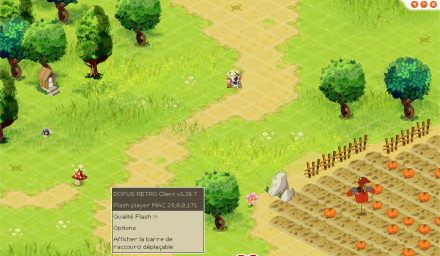 DOFUS RETRO Client v1.36.7
Flash player MAC 29,0,0,171
Qualité Flash >>
Options
Afficher la barre de
raccourci déplaçable